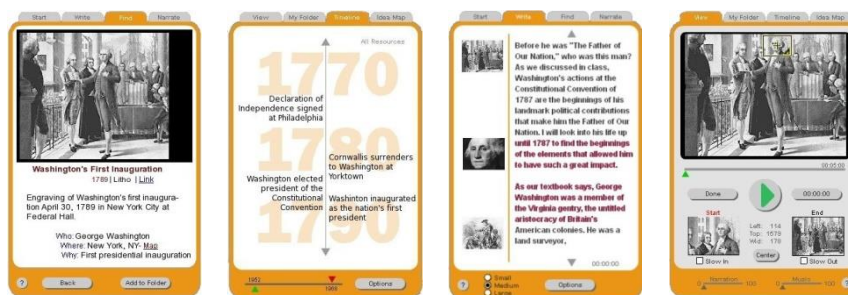 Start Write Find Narrate
Washington's First Inauguration
1789 | Litho | Link
Engraving of Washington's first inaugura-
tion April 30, 1789 in New York City at
Federal Hall.
Who: George Washington
Where: New York, NY- Map
Why: First presidential inauguration
? Back Add to Folder
View My Folder Timeline Idea Map
All Resources
1770
Declaration of
Independence signed
at Philadelphia
1780
Cornwallis surrenders
to Washington at
Yorktown
Washington elected
president of the
Constitutional
Convention
Washinton inaugurated
as the nation's first
president
1790
Options
Start Write Find Narrate
Before he was "The Father of
Our Nation," who was this man?
As we discussed in class,
Washington's actions at the
Constitutional Convention of
1787 are the beginnings of his
landmark political contributions
that make him the Father of Our
Nation. I will look into his life up
until 1787 to find the beginnings
of the elements that allowed him
to have such a great impact.
As our textbook says, George
Washington was a member of
the Virginia gentry, the untitled
aristocracy of Britain's
American colonies. He was a
land surveyor,
00:00:00
? Small
Medium
Large
Options
View My Folder Timeline Idea Map
00:05:00
Done 00:00:00
Start End
Left: 114
Top: 1578
Wid: 178
Center
Slow In Slow Out
Narration Music
0 100 0 100 ?